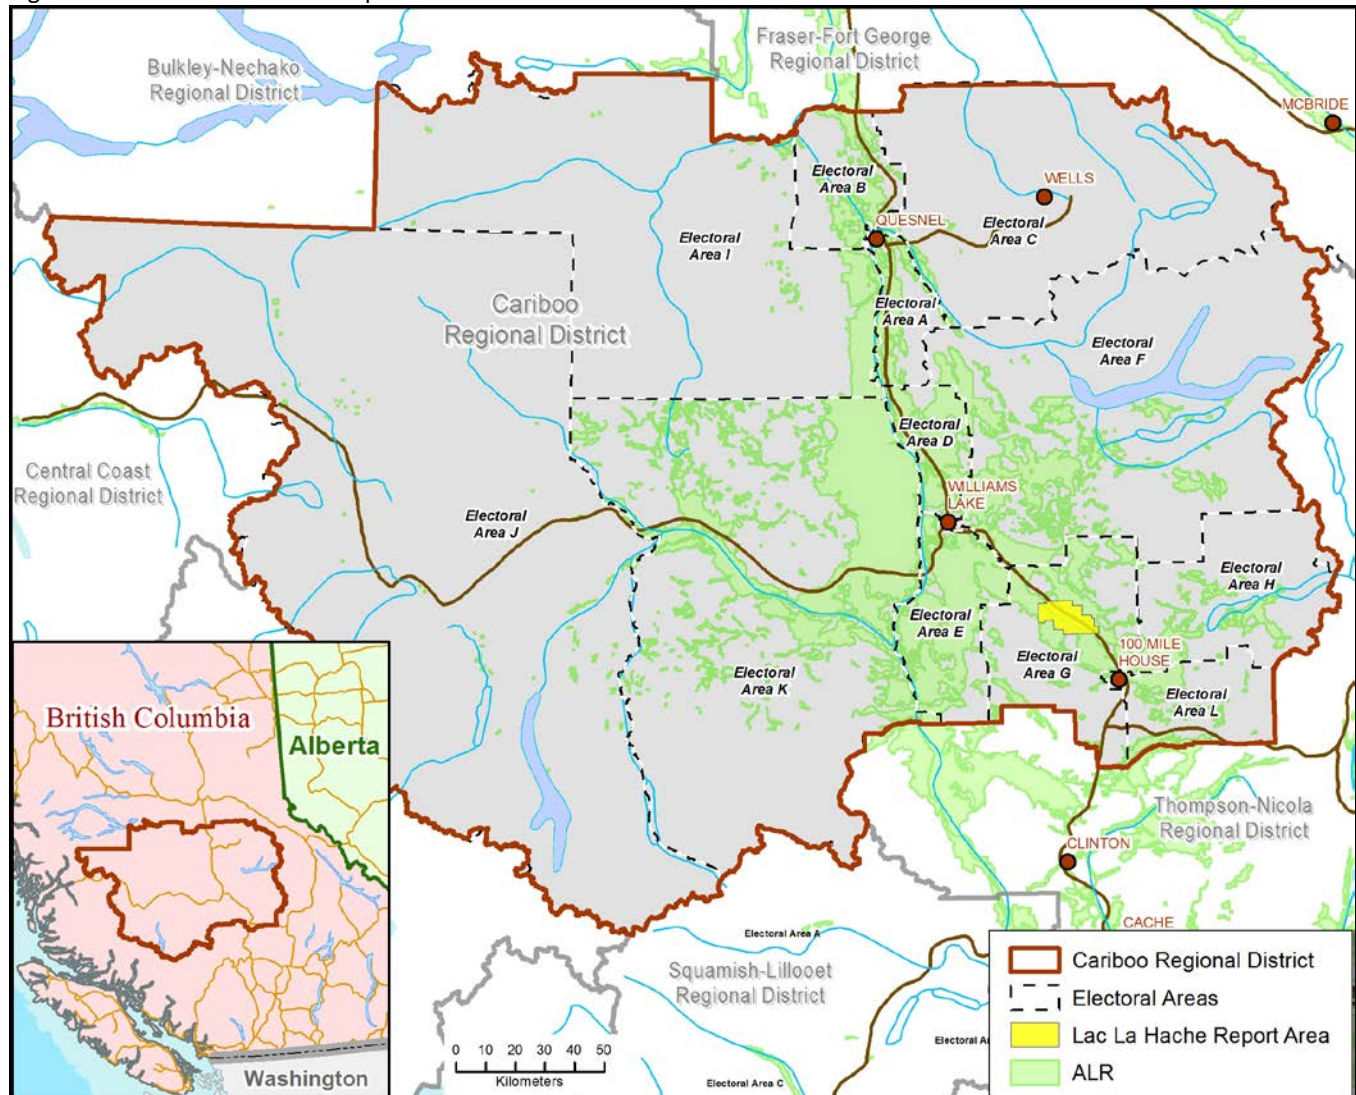 Fraser-Fort George
Regional District
Bulkley-Nechako
Regional District
MCBRIDE
Electoral
Area B
WELLS
QUESNEL
Electoral
Area C
Electoral
Area I
Cariboo
Regional District
Electoral
Area A
Electoral
Area F
Electoral
Area D
Central Coast
Regional District
WILLIAMS
LAKE
Electoral
Area J
Electoral
Area H
Electoral
Area E
100 MILE
HOUSE
Electoral
Area G
Electoral
Area K
Electoral
Area L
British Columbia
Alberta
Thompson-Nicola
Regional District
CLINTON
CACHE
Electoral Area A
Squamish-Lillooet
Regional District
0 10 20 30 40 50
Kilometers
Electoral Area C
Washington
Cariboo Regional District
Electoral Areas
Lac La Hache Report Area
ALR